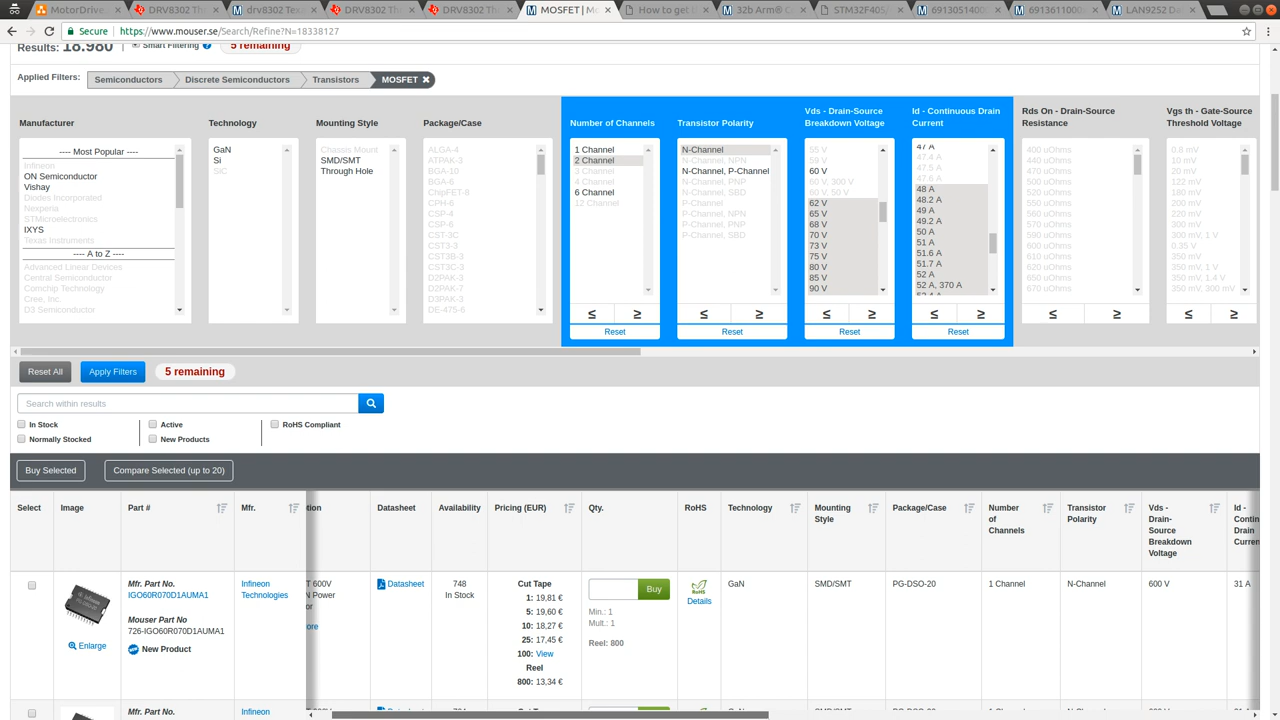 MotorDrive
DRV8302 Th
drv8302 Tex
DRV8302 Th
DRV8302 Th
MOSFET | Mo
How to get
32b Arm® C
STM32F405/
6913051400
6913611000
LAN9252 Da
Secure
https://www.mouser.se/Search/Refine?N=18338127
Results: 18.980
Smart Filtering
5 remaining
Applied Filters:
Semiconductors
Discrete Semiconductors
Transistors
MOSFET
Manufacturer
---- Most Popular ----
Infineon
ON Semiconductor
Vishay
Diodes Incorporated
Nexperia
STMicroelectronics
IXYS
Texas Instruments
---- A to Z ----
Advanced Linear Devices
Central Semiconductor
Comchip Technology
Cree, Inc.
D3 Semiconductor
Technology
GaN
Si
SiC
Mounting Style
Chassis Mount
SMD/SMT
Through Hole
Package/Case
ALGA-4
ATPAK-3
BGA-10
BGA-6
ChipFET-8
CPH-6
CSP-4
CSP-6
CST-3C
CST3-3
CST3B-3
CST3C-3
D2PAK-3
D2PAK-7
D3PAK-3
DE-475-6
Number of Channels
1 Channel
2 Channel
3 Channel
4 Channel
6 Channel
12 Channel
≤
≥
Reset
Transistor Polarity
N-Channel
N-Channel, NPN
N-Channel, P-Channel
N-Channel, PNP
N-Channel, SBD
P-Channel
P-Channel, NPN
P-Channel, PNP
P-Channel, SBD
≤
≥
Reset
Vds - Drain-Source
Breakdown Voltage
55 V
59 V
60 V
60 V, 300 V
60 V, 50 V
62 V
65 V
68 V
70 V
73 V
75 V
80 V
85 V
90 V
≤
≥
Reset
Id - Continuous Drain
Current
47 A
47.4 A
47.5 A
47.6 A
48 A
48.2 A
49 A
49.2 A
50 A
51 A
51.6 A
51.7 A
52 A
52 A, 370 A
52.4 A
≤
≥
Reset
Rds On - Drain-Source
Resistance
400 uOhms
440 uOhms
450 uOhms
500 uOhms
520 uOhms
550 uOhms
560 uOhms
570 uOhms
590 uOhms
600 uOhms
610 uOhms
620 uOhms
650 uOhms
670 uOhms
≤
≥
Vgs th - Gate-Source
Threshold Voltage
0.8 mV
10 mV
20 mV
122 mV
180 mV
200 mV
220 mV
300 mV
300 mV, 1 V
0.35 V
350 mV
350 mV, 1 V
350 mV, 1.4 V
350 mV, 300 mV
≤
≥
Reset All
Apply Filters
5 remaining
Search within results
In Stock
Active
RoHS Compliant
Normally Stocked
New Products
Buy Selected
Compare Selected (up to 20)
Select
Image
Part #
Mfr.
tion
Datasheet
Availability
Pricing (EUR)
Qty.
RoHS
Technology
Mounting
Style
Package/Case
Number
of
Channels
Transistor
Polarity
Vds -
Drain-
Source
Breakdown
Voltage
Id -
Contin
Drain
Curren
Enlarge
Mfr. Part No.
IGO60R070D1AUMA1
Mouser Part No
726-IGO60R070D1AUMA1
New Product
Infineon
Technologies
T 600V
N Power
or
ore
Datasheet
748
In Stock
Cut Tape
1: 19,81 €
5: 19,60 €
10: 18,27 €
25: 17,45 €
100: View
Reel
800: 13,34 €
Buy
Min.: 1
Mult.: 1
Reel: 800
RoHS
Details
GaN
SMD/SMT
PG-DSO-20
1 Channel
N-Channel
600 V
31 A
Infineon